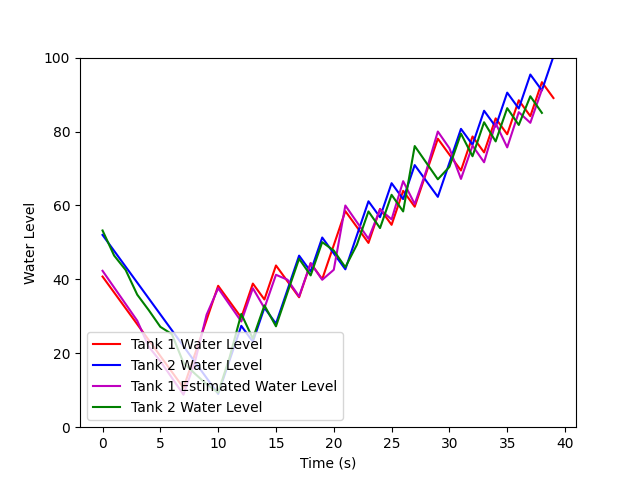 100
80
60
40
20
0
Water Level
Tank 1 Water Level
Tank 2 Water Level
Tank 1 Estimated Water Level
Tank 2 Water Level
0 5 10 15 20 25 30 35 40
Time (s)